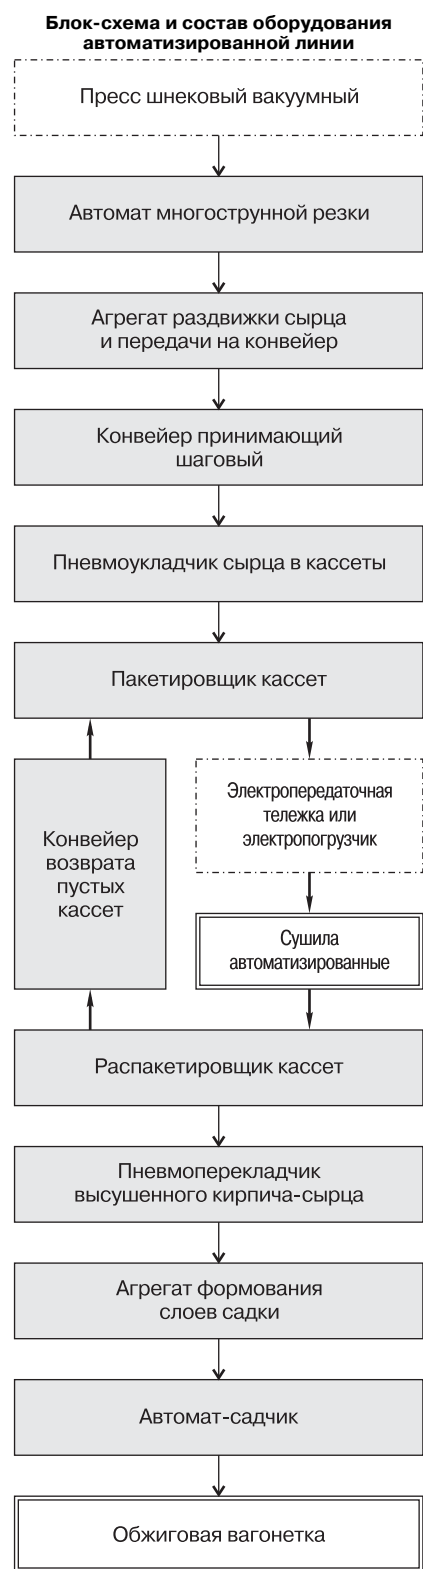 Блок-схема и состав оборудования
автоматизированной линии
Пресс шнековый вакуумный
Автомат многострунной резки
Агрегат раздвижки сырца
и передачи на конвейер
Конвейер принимающий
шаговый
Пневмоукладчик сырца в кассеты
Пакетировщик кассет
Конвейер
возврата
пустых
кассет
Электропередаточная
тележка или
электропогрузчик
Сушила
автоматизированные
Распакетировщик кассет
Пневмоперекладчик
высушенного кирпича-сырца
Агрегат формования
слоев садки
Автомат-садчик
Обжиговая вагонетка